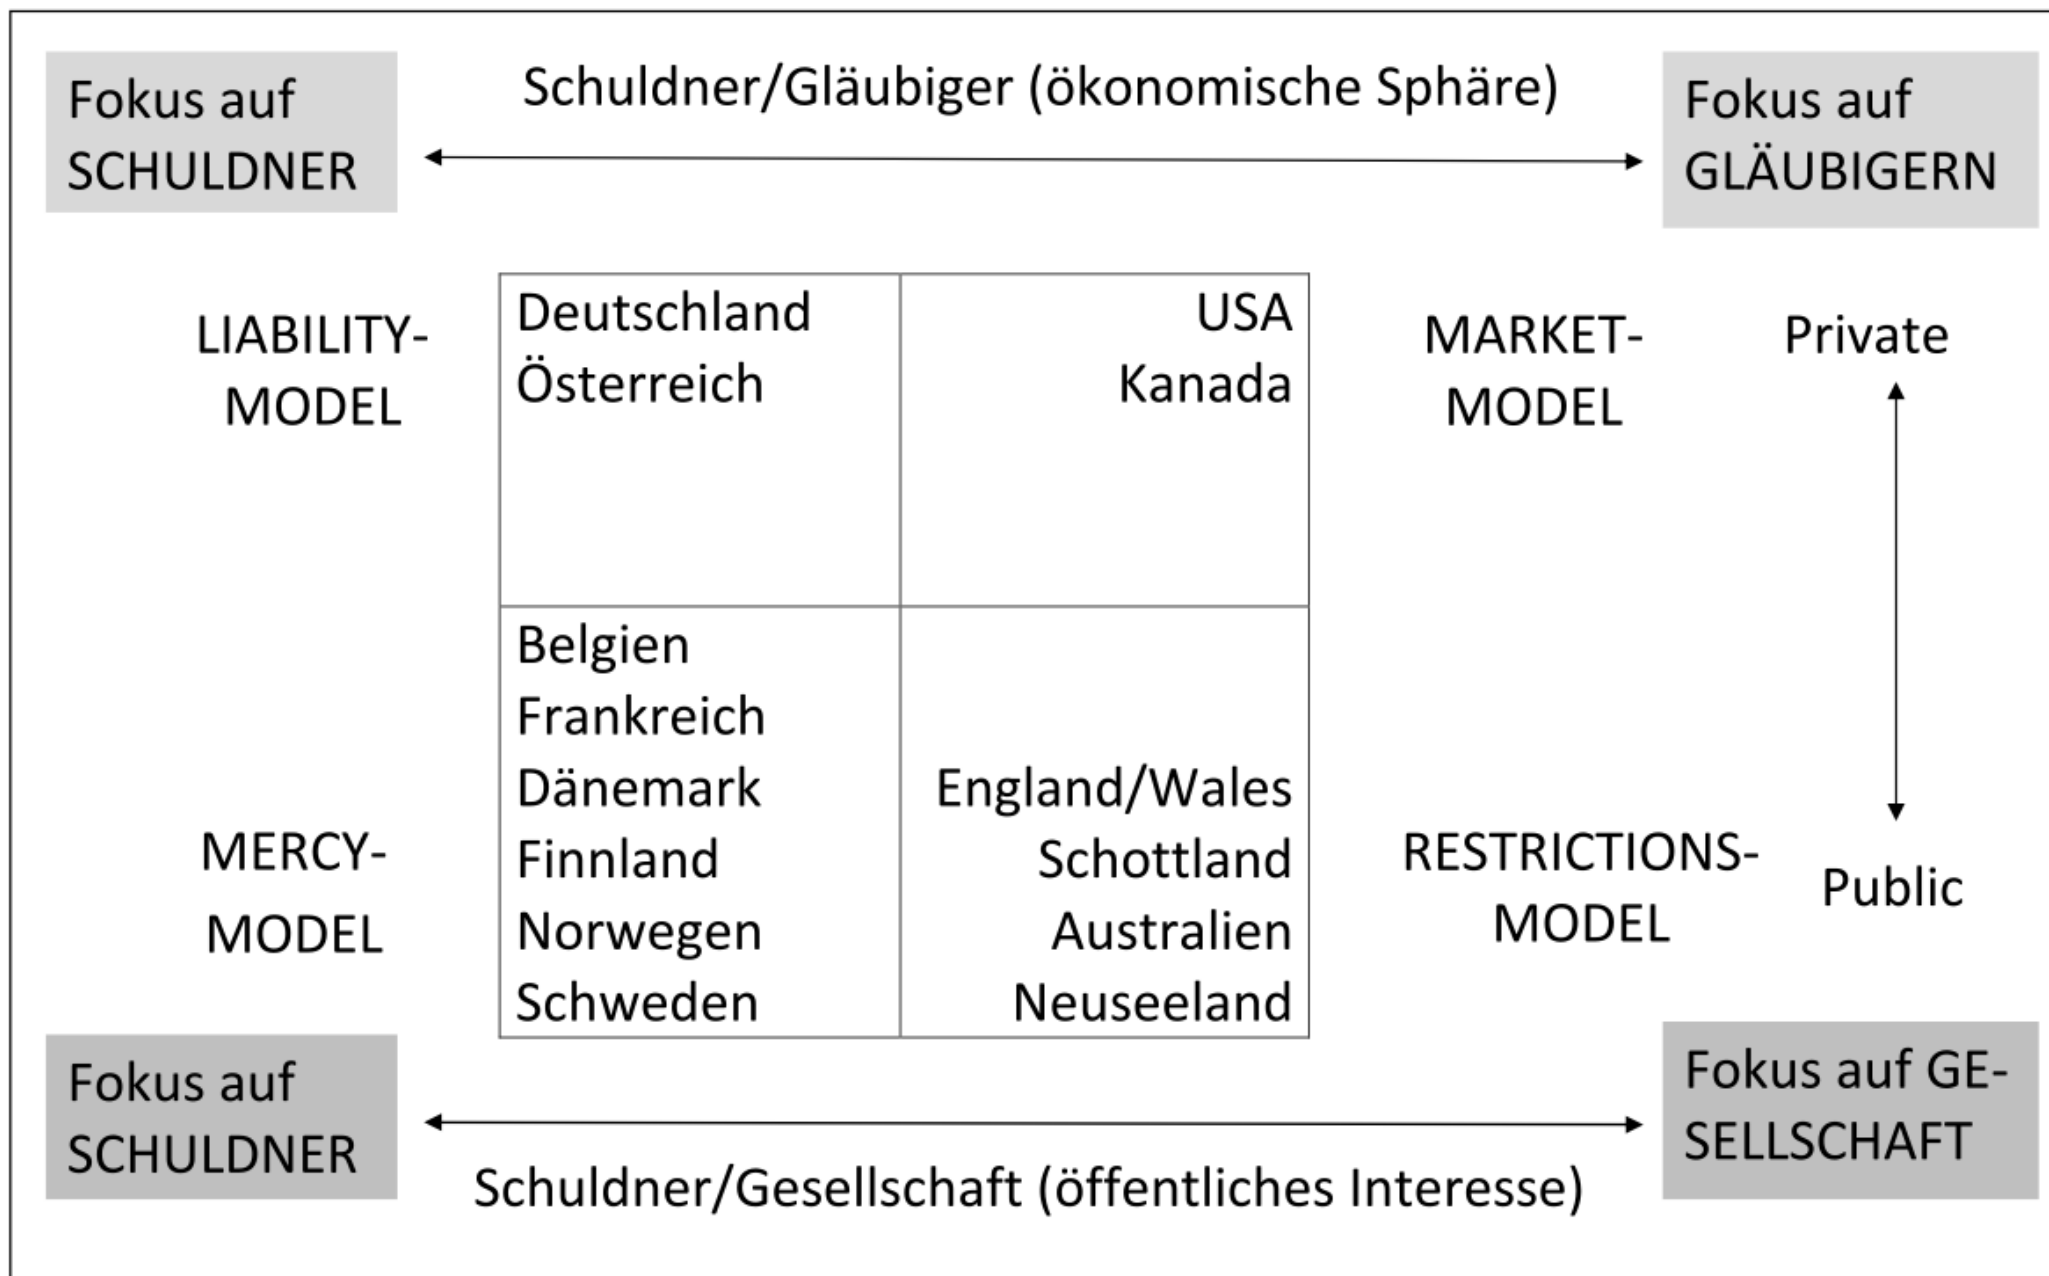 Fokus auf
SCHULDNER
Schuldner/Gläubiger (ökonomische Sphäre)
Fokus auf
GLÄUBIGERN
LIABILITY-
MODEL
Deutschland
Österreich
USA
Kanada
MARKET-
MODEL
Private
MERCY-
MODEL
Belgien
Frankreich
Dänemark
Finnland
Norwegen
Schweden
England/Wales
Schottland
Australien
Neuseeland
RESTRICTIONS-
MODEL
Public
Fokus auf
SCHULDNER
Schuldner/Gesellschaft (öffentliches Interesse)
Fokus auf GE-
SELLSCHAFT